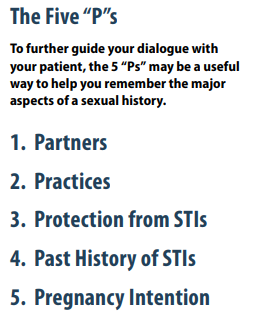 The Five “P”s
To further guide your dialogue with
your patient, the 5 “Ps” may be a useful
way to help you remember the major
aspects of a sexual history.
1. Partners
2. Practices
3. Protection from STIs
4. Past History of STIs
5. Pregnancy Intention